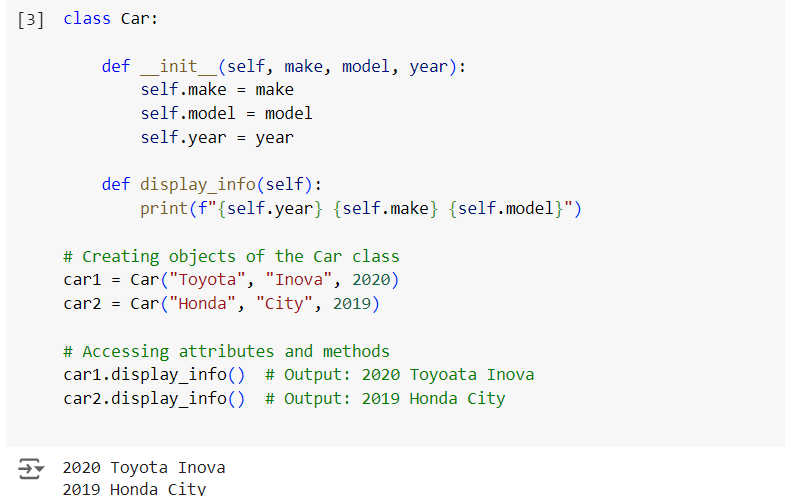 [3] class Car:
def __init__(self, make, model, year):
self.make = make
self.model = model
self.year = year
def display_info(self):
print(f"{self.year} {self.make} {self.model}")
# Creating objects of the Car class
car1 = Car("Toyota", "Inova", 2020)
car2 = Car("Honda", "City", 2019)
# Accessing attributes and methods
car1.display_info()  # Output: 2020 Toyoata Inova
car2.display_info()  # Output: 2019 Honda City
2020 Toyota Inova
2019 Honda City